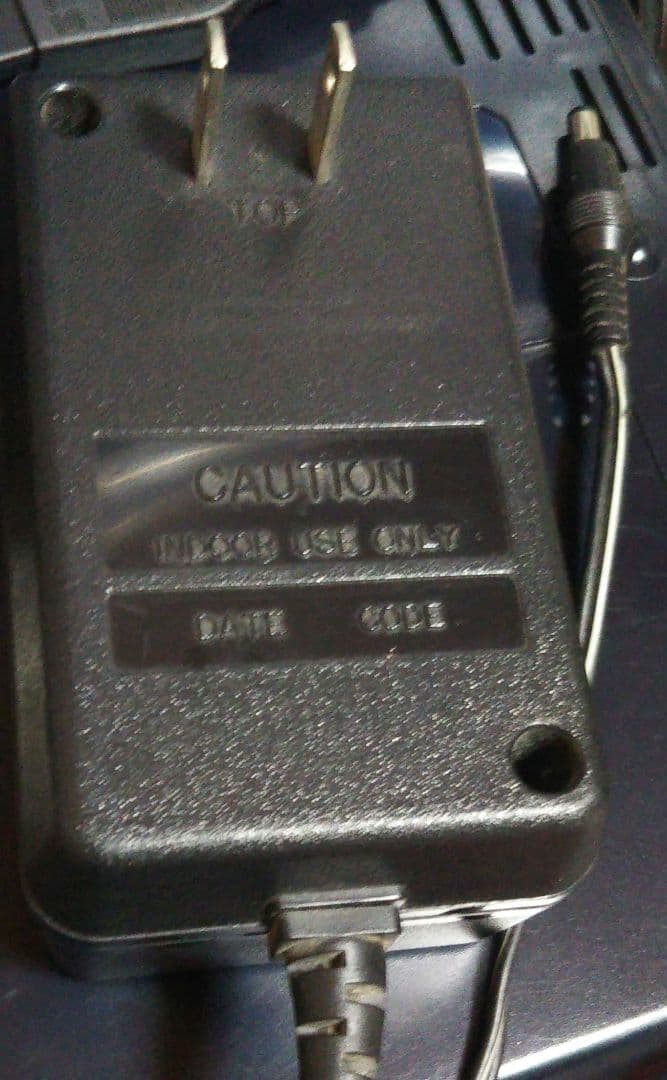 TOP
CAUTION
INDOOR USE ONLY
DATE CODE